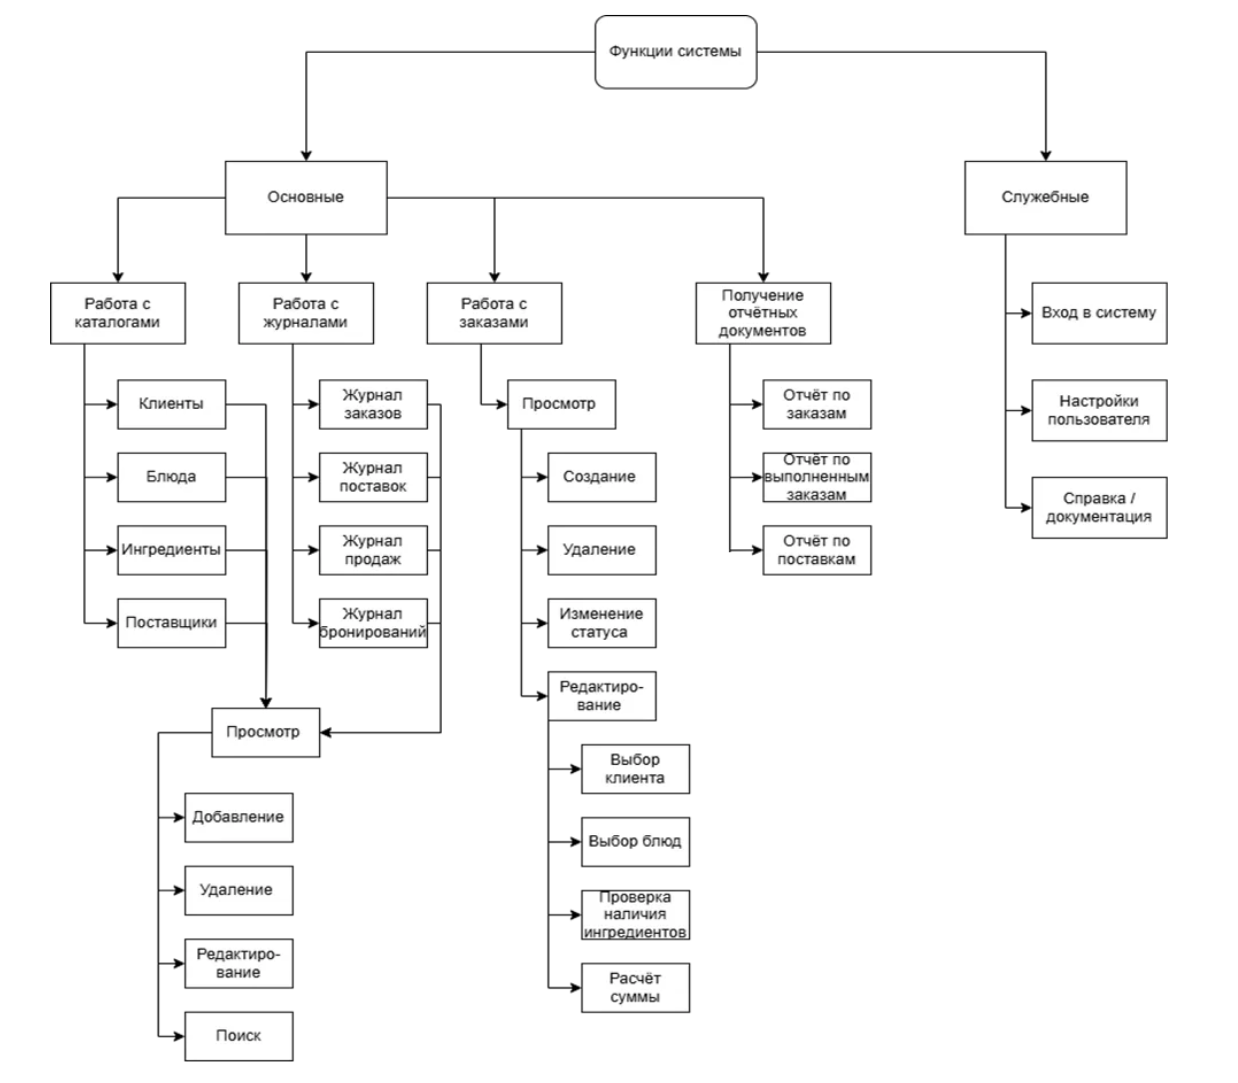 Функции системы
Основные
Служебные
Работа с
каталогами
Работа с
журналами
Работа с
заказами
Получение
отчётных
документов
Вход в систему
Настройки
пользователя
Справка /
документация
Клиенты
Блюда
Ингредиенты
Поставщики
Журнал
заказов
Журнал
поставок
Журнал
продаж
Журнал
бронирований
Просмотр
Добавление
Удаление
Редактиро-
вание
Поиск
Просмотр
Создание
Удаление
Изменение
статуса
Редактиро-
вание
Выбор
клиента
Выбор блюд
Проверка
наличия
ингредиентов
Расчёт
суммы
Отчёт по
заказам
Отчёт по
выполненным
заказам
Отчёт по
поставкам